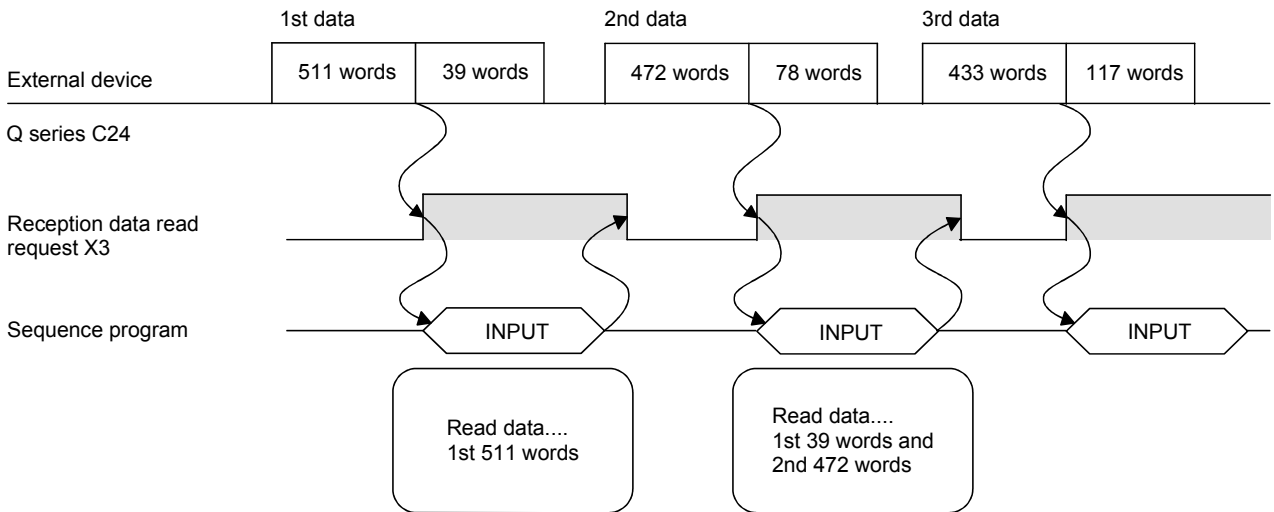 1st data
2nd data
3rd data
511 words
39 words
472 words
78 words
433 words
117 words
External device
Q series C24
Reception data read
request X3
Sequence program
INPUT
INPUT
INPUT
Read data....
1st 511 words
Read data....
1st 39 words and
2nd 472 words